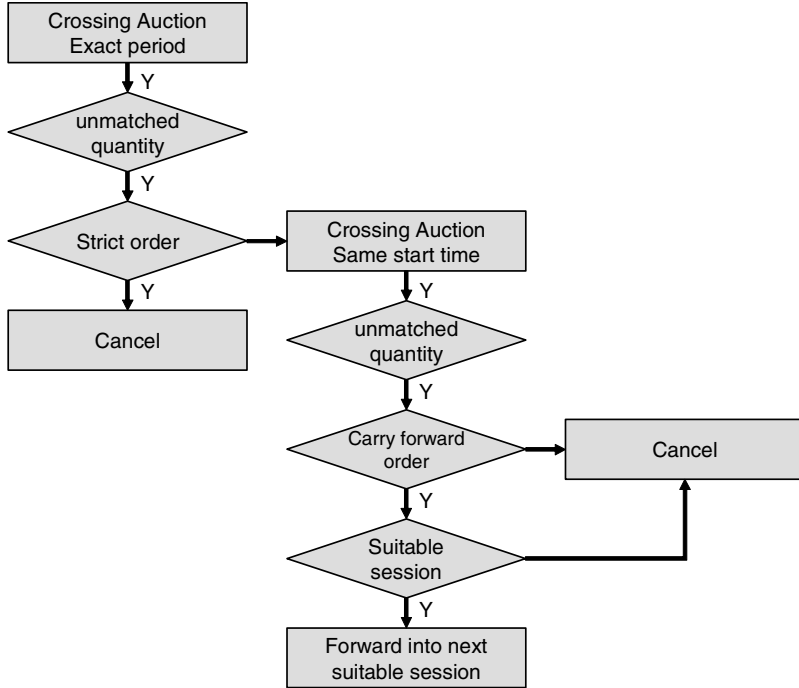 Crossing Auction
Exact period
Y
unmatched
quantity
Y
Strict order
Y
Cancel
Crossing Auction
Same start time
Y
unmatched
quantity
Y
Carry forward
order
Cancel
Y
Suitable
session
Y
Forward into next
suitable session